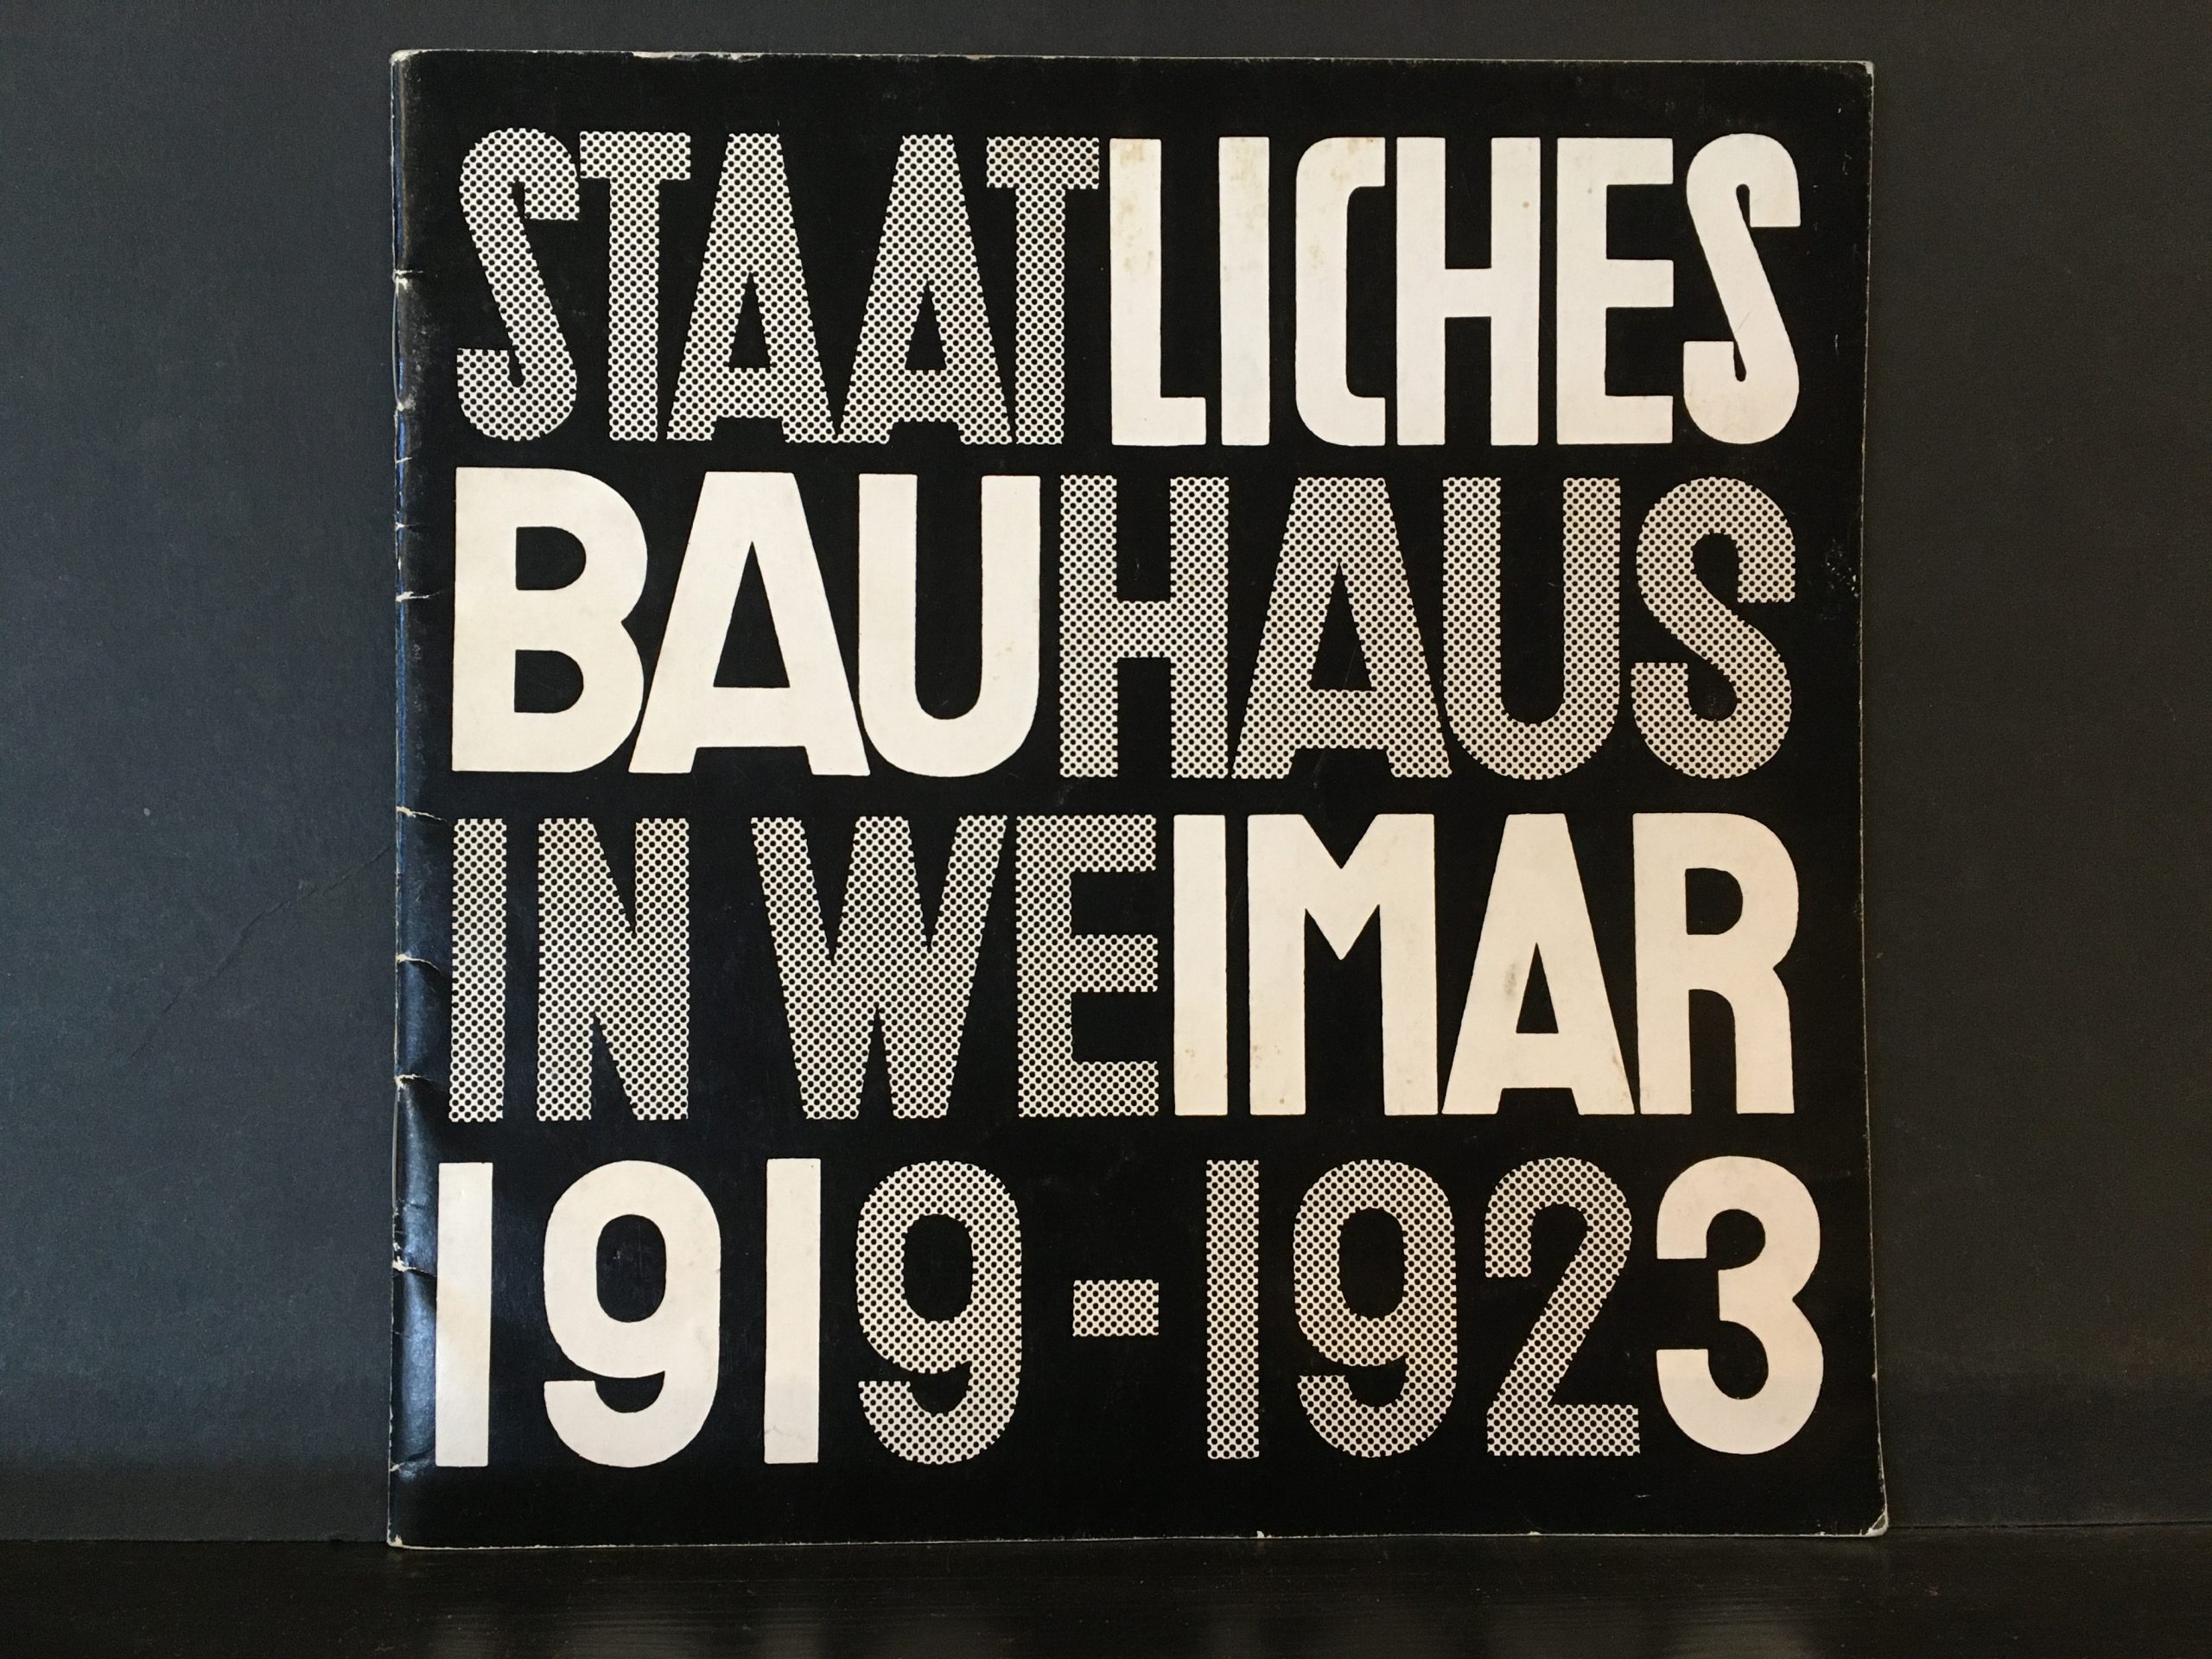 STAATLICHES
BAUHAUS
IN WEIMAR
1919-1923